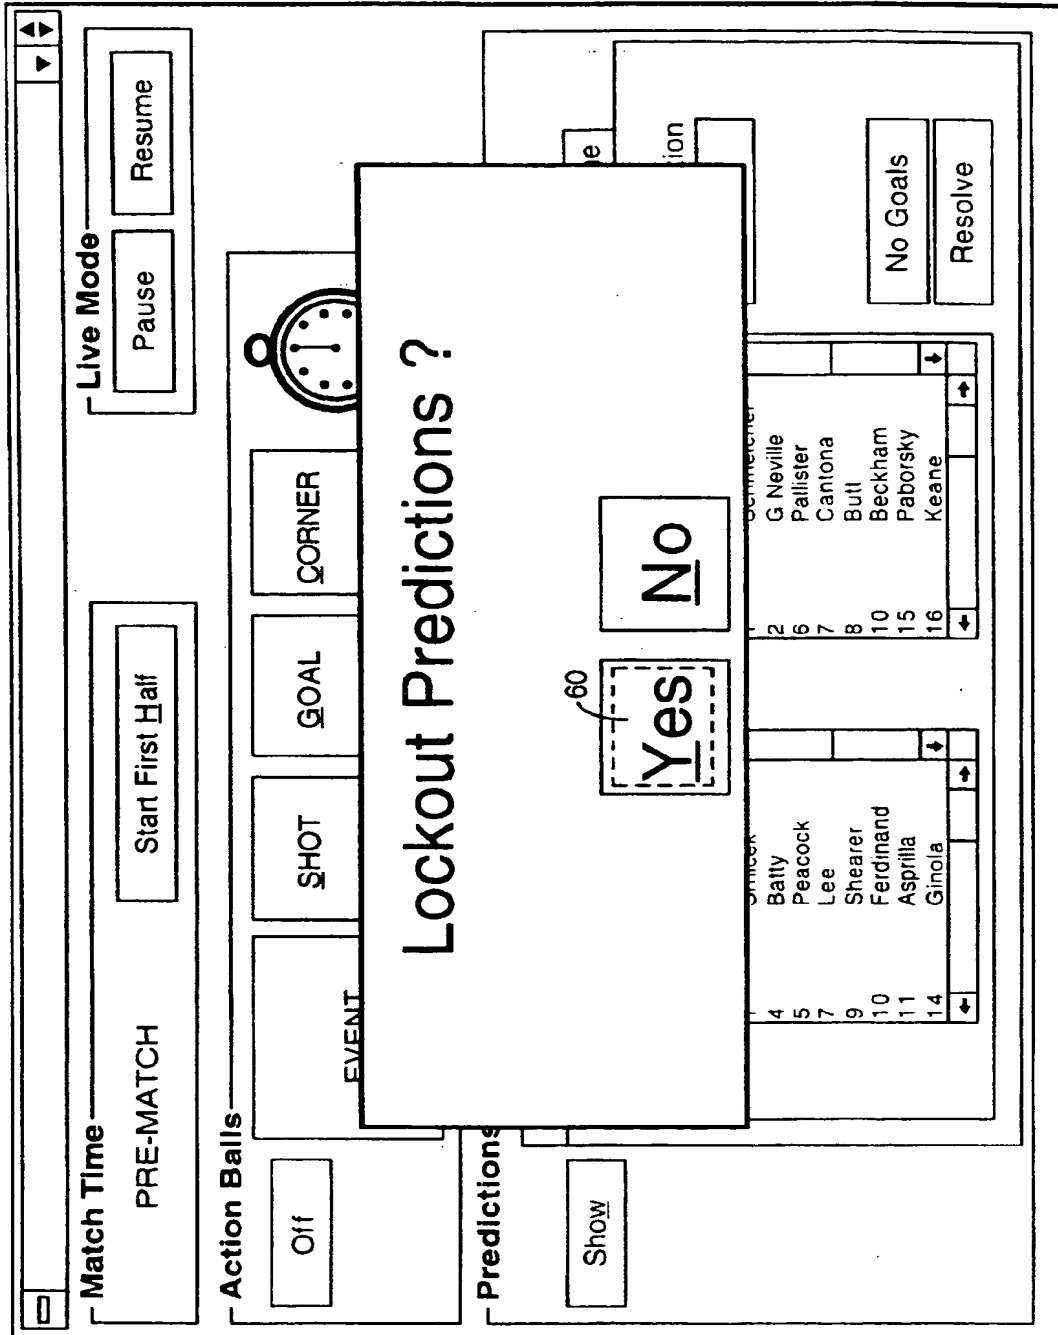 Match Time
PRE-MATCH
Start First Half
Live Mode
Pause
Resume
Action Balls
Off
EVENT
SHOT
GOAL
CORNER
Lockout Predictions ?
60
Yes
No
Predictions
Show
4 Batty
5 Peacock
7 Lee
9 Shearer
10 Ferdinand
11 Asprilla
14 Ginola
2 G Neville
6 Pallister
7 Cantona
8 Butt
10 Beckham
15 Paborsky
16 Keane
No Goals
Resolve